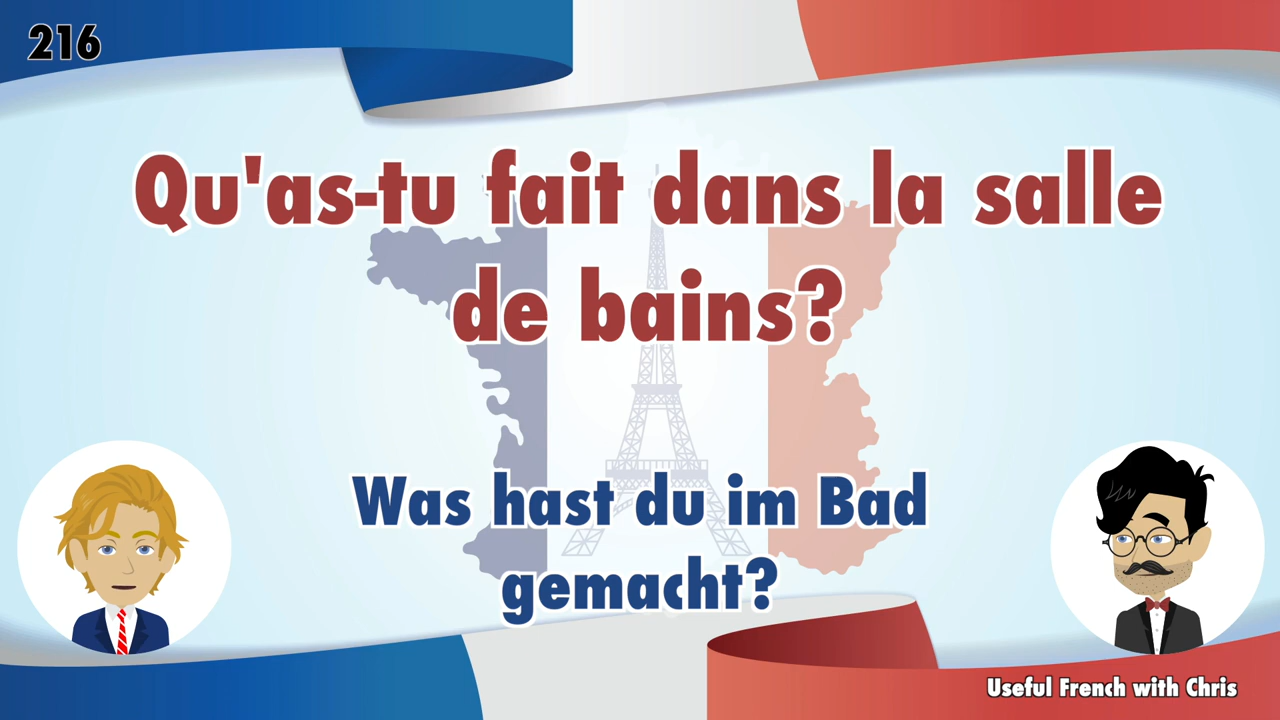 216
Qu'as-tu fait dans la salle
de bains?
Was hast du im Bad
gemacht?
Useful French with Chris